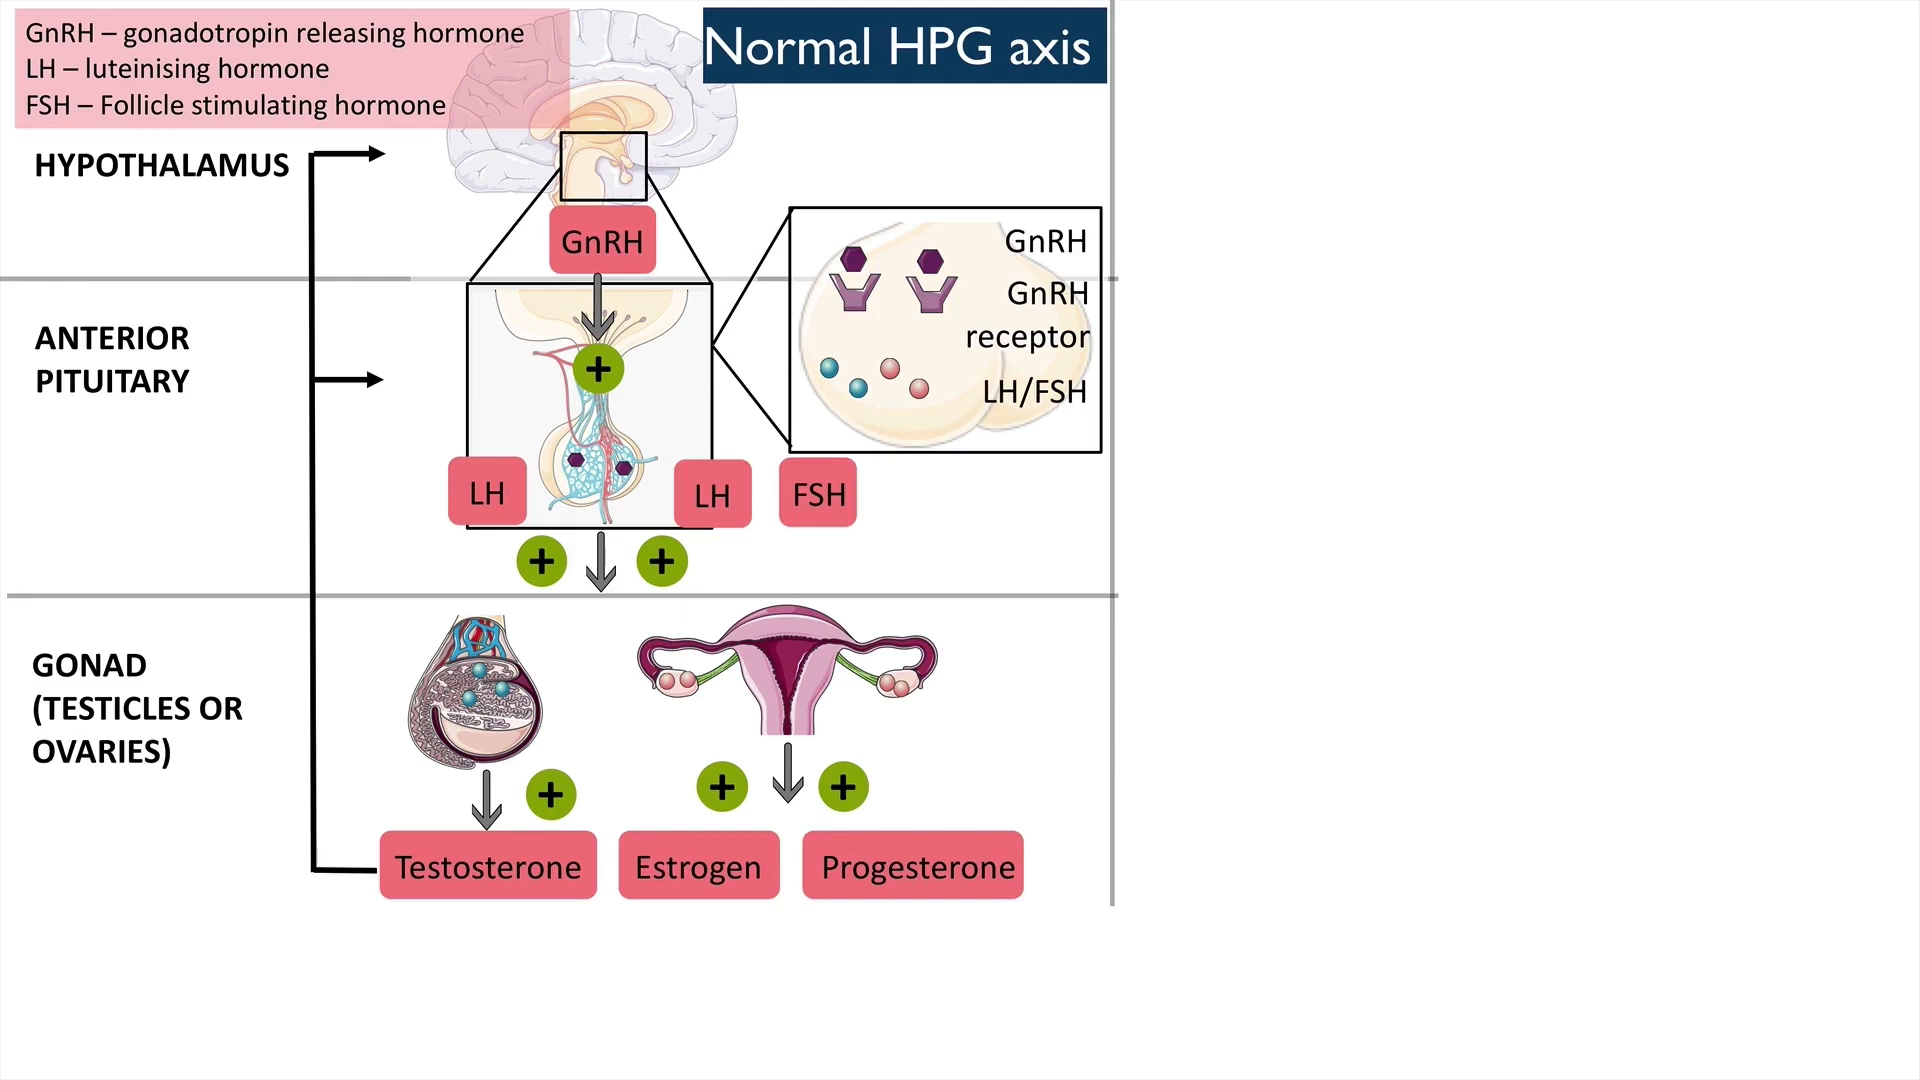 GnRH – gonadotropin releasing hormone
LH – luteinising hormone
FSH – Follicle stimulating hormone
Normal HPG axis
HYPOTHALAMUS
GnRH
GnRH
GnRH
receptor
LH/FSH
ANTERIOR
PITUITARY
+
LH
LH
FSH
+
+
GONAD
(TESTICLES OR
OVARIES)
+
+
+
Testosterone
Estrogen
Progesterone